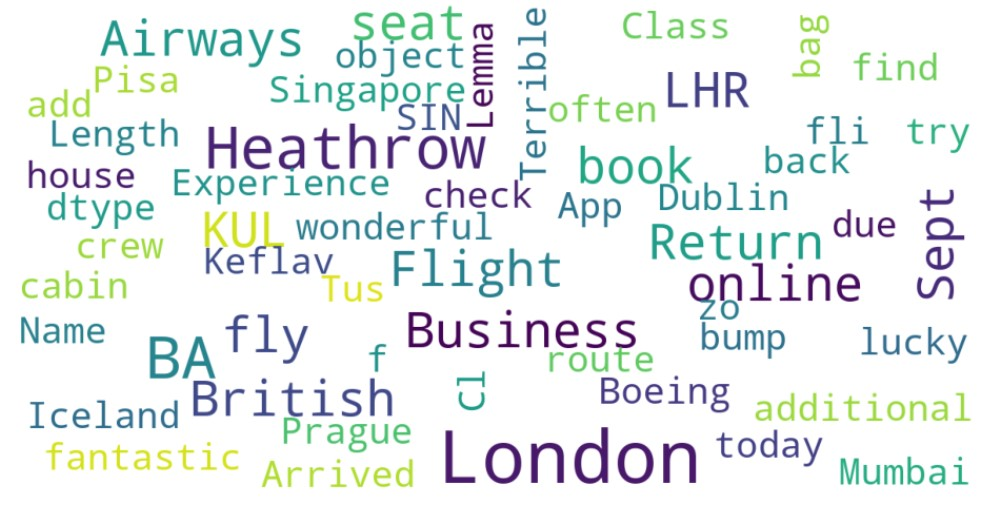 Airways
seat
Class
bag
object
Lemma
Terrible
find
Pisa
Singapore
LHR
add
SIN
often
Length
Heathrow
fli
try
book
back
house
Experience
check
Dublin
dtype
App
Sept
KUL
wonderful
due
crew
Return
Keflav
Flight
cabin
Tus
online
zo
Name
fly
Business
bump
lucky
BA
f
route
Cl
British
Boeing
Iceland
additional
Prague
fantastic
London
today
Arrived
Mumbai